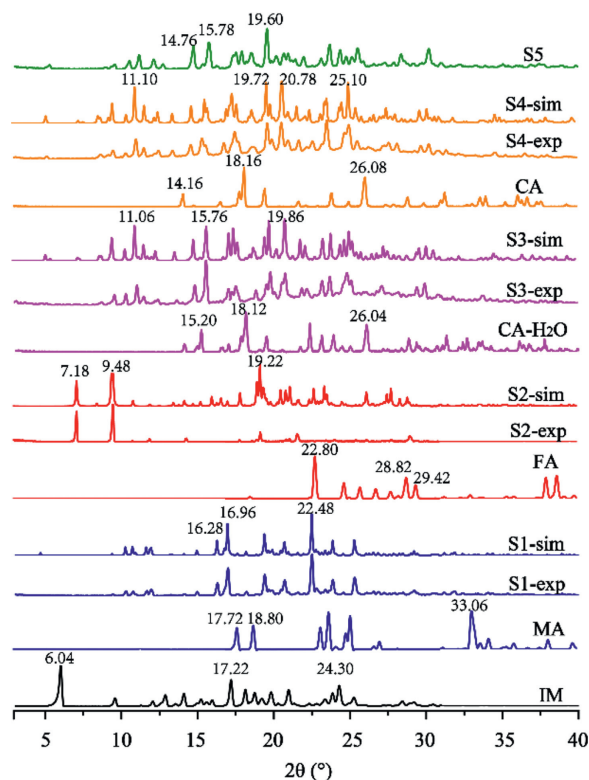 19.60
15.78
14.76
S5
11.10
19.72
20.78
25.10
S4-sim
S4-exp
18.16
14.16
26.08
CA
11.06
15.76
19.86
S3-sim
S3-exp
18.12
15.20
26.04
CA-H2O
19.22
7.18
9.48
S2-sim
S2-exp
22.80
28.82
29.42
FA
22.48
16.28
16.96
S1-sim
S1-exp
17.72
18.80
33.06
MA
6.04
17.22
24.30
IM
5 10 15 20 25 30 35 40
2θ (°)